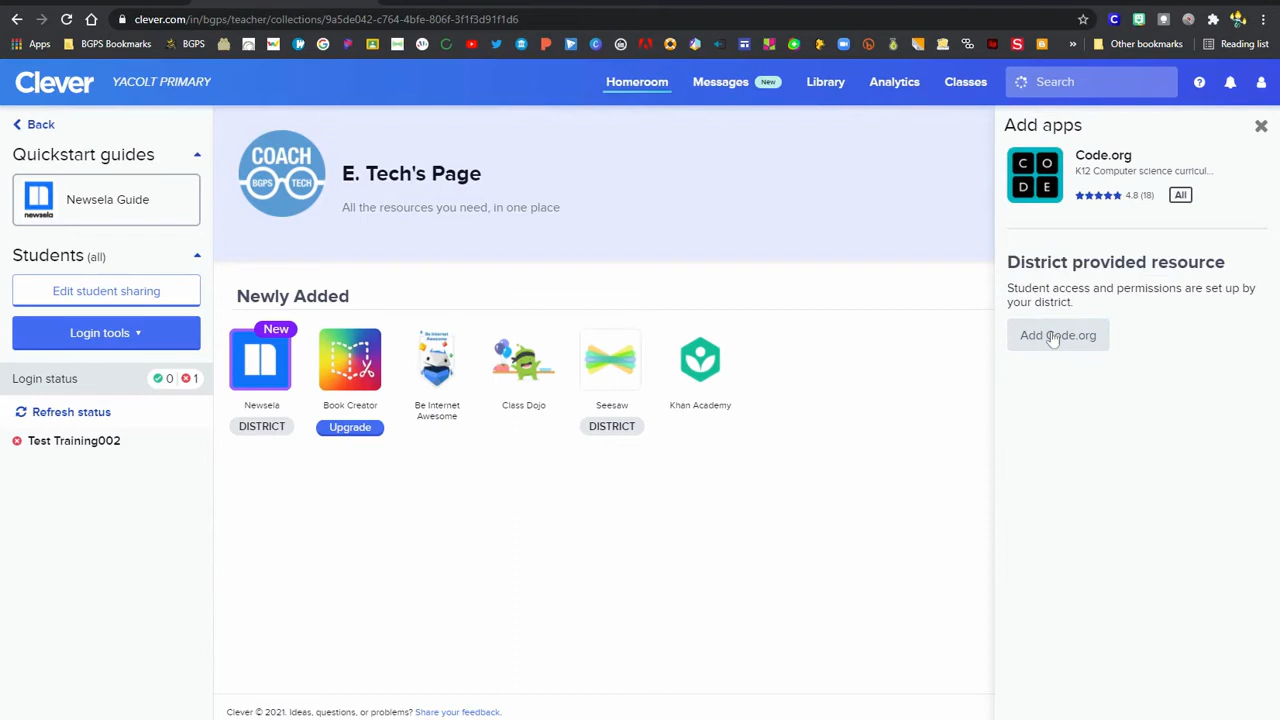 clever.com/in/bgps/teacher/collections/9a5de042-c764-4bfe-806f-3f1f3d91f1d6
Apps
BGPS Bookmarks
BGPS
»
Other bookmarks
Reading list
Clever
YACOLT PRIMARY
Homeroom
Messages New
Library
Analytics
Classes
Search
Back
Quickstart guides
newsela
Newsela Guide
Students (all)
Edit student sharing
Login tools
Login status
0 1
Refresh status
Test Training002
COACH
BGPS TECH
E. Tech's Page
All the resources you need, in one place
Newly Added
New
Newsela
DISTRICT
Book Creator
Upgrade
Be Internet Awesome
Be Internet
Awesome
Class Dojo
Seesaw
DISTRICT
Khan Academy
Clever © 2021. Ideas, questions, or problems? Share your feedback.
Add apps
CODE
Code.org
K12 Computer science curricul...
4.8 (18)
All
District provided resource
Student access and permissions are set up by
your district.
Add Code.org